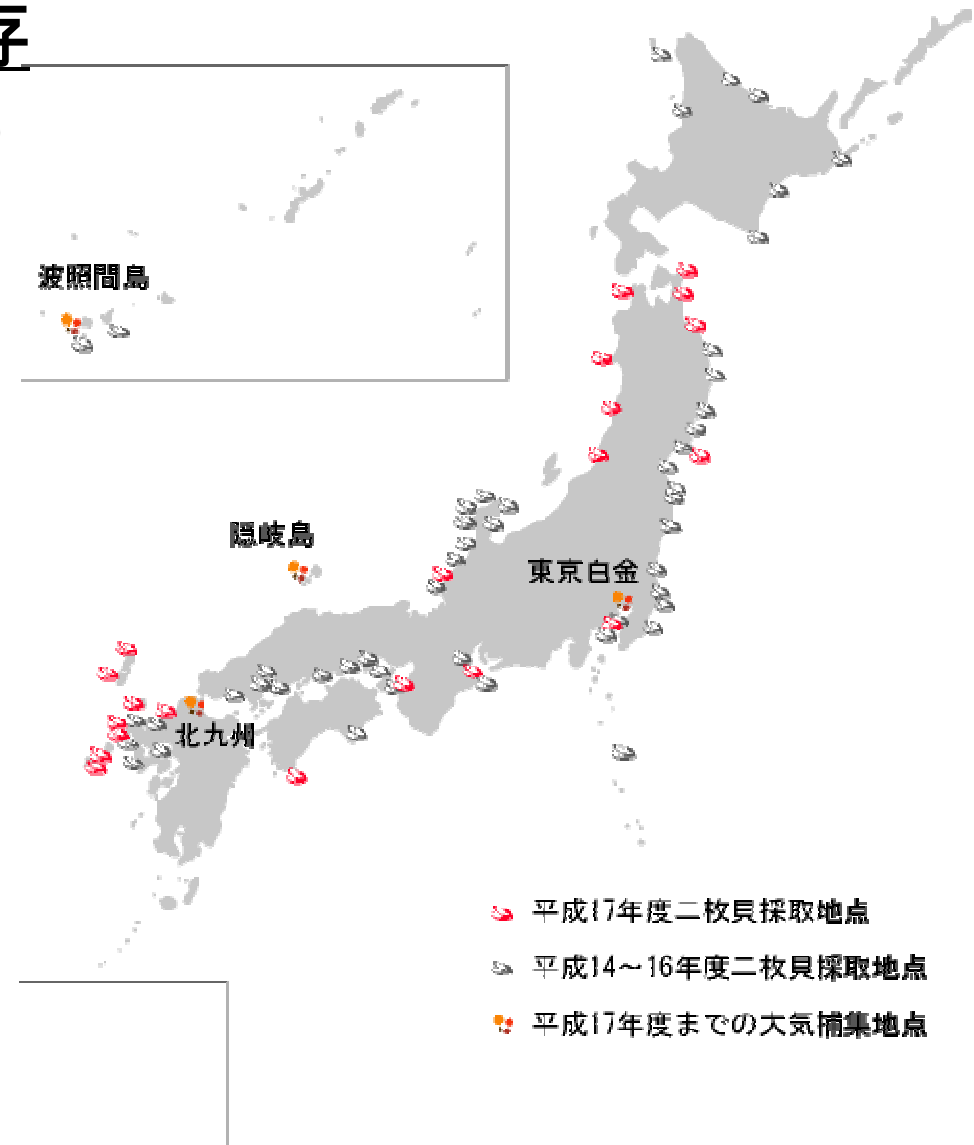 存
波照間島
隠岐島
東京白金
北九州
平成17年度二枚貝採取地点
平成14～16年度二枚貝採取地点
平成17年度までの大気捕集地点